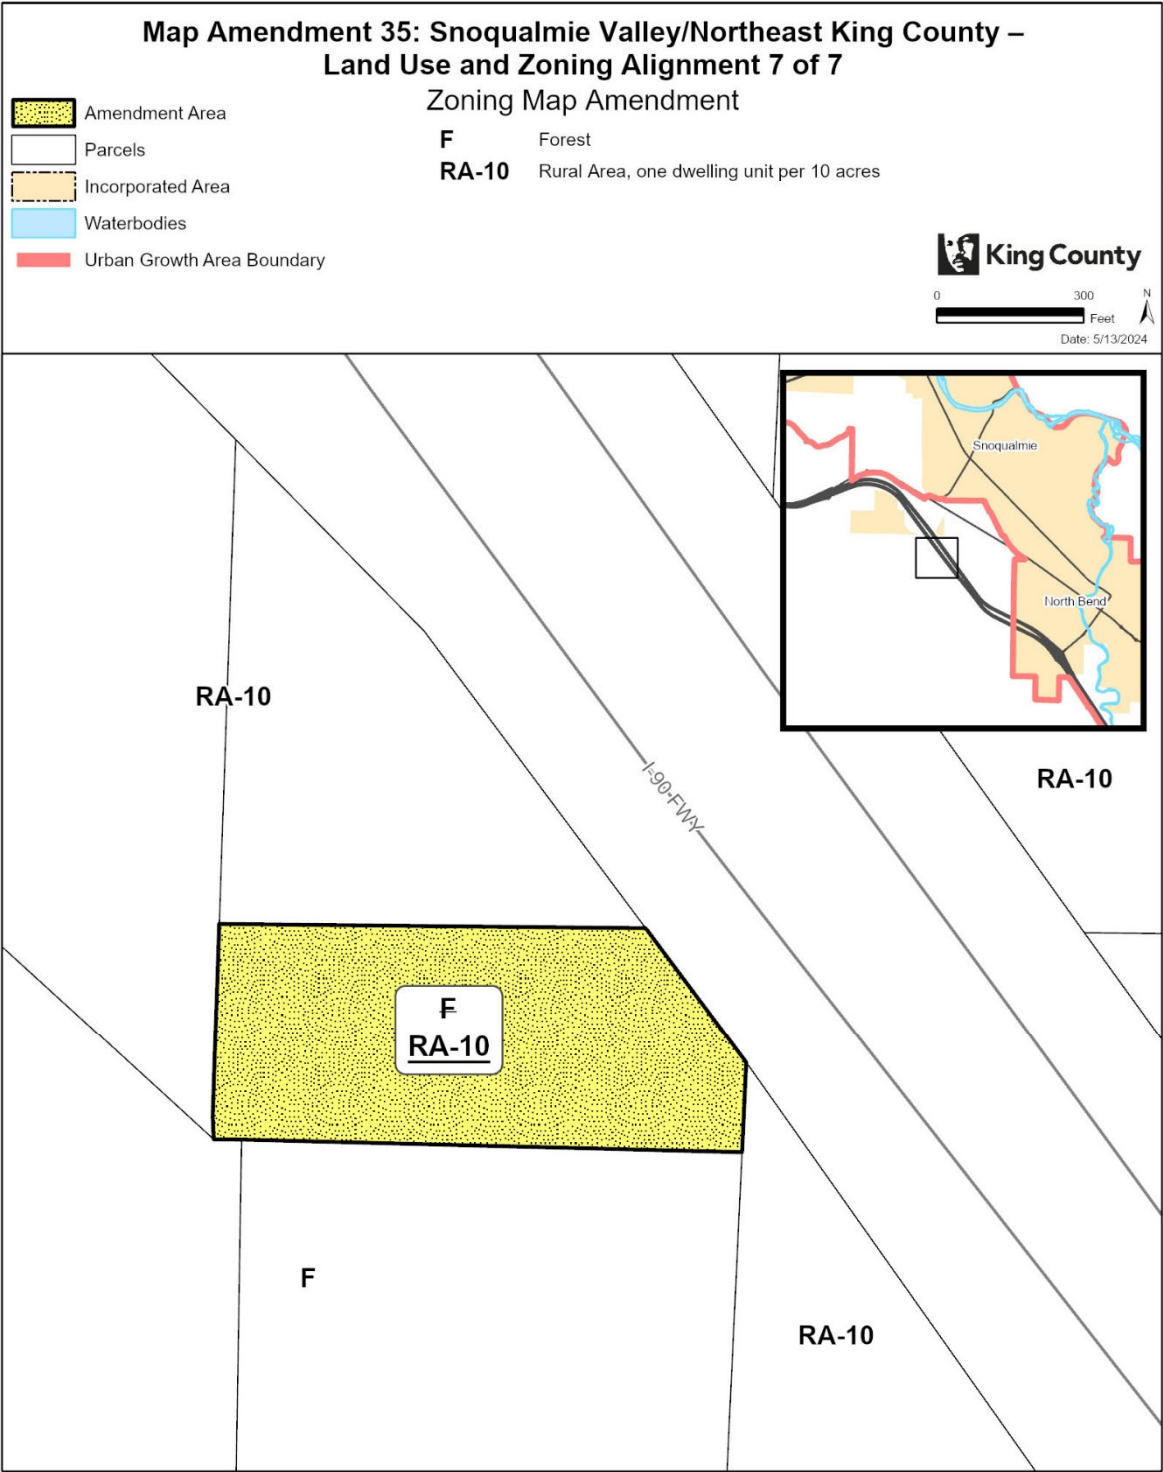 Map Amendment 35: Snoqualmie Valley/Northeast King County –
Land Use and Zoning Alignment 7 of 7
Zoning Map Amendment
Amendment Area
Parcels
Incorporated Area
Waterbodies
Urban Growth Area Boundary
F Forest
RA-10 Rural Area, one dwelling unit per 10 acres
King County
0 300
Feet
N
Date: 5/13/2024
Snoqualmie
North Bend
RA-10
I-90 FWY
RA-10
F
RA-10
F
RA-10